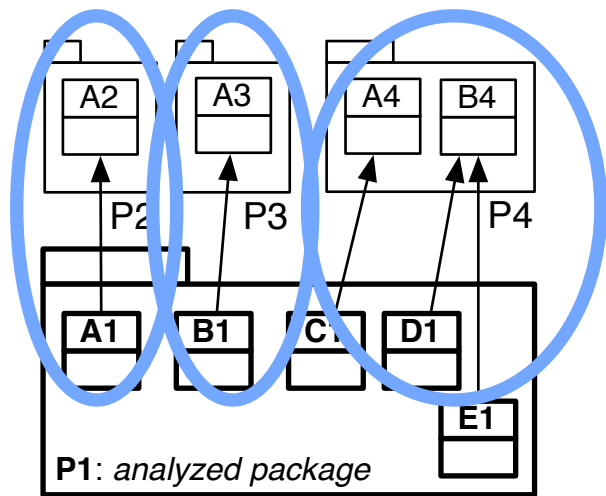 A2
A3
A4
B4
P2
P3
P4
A1
B1
C1
D1
E1
P1: analyzed package